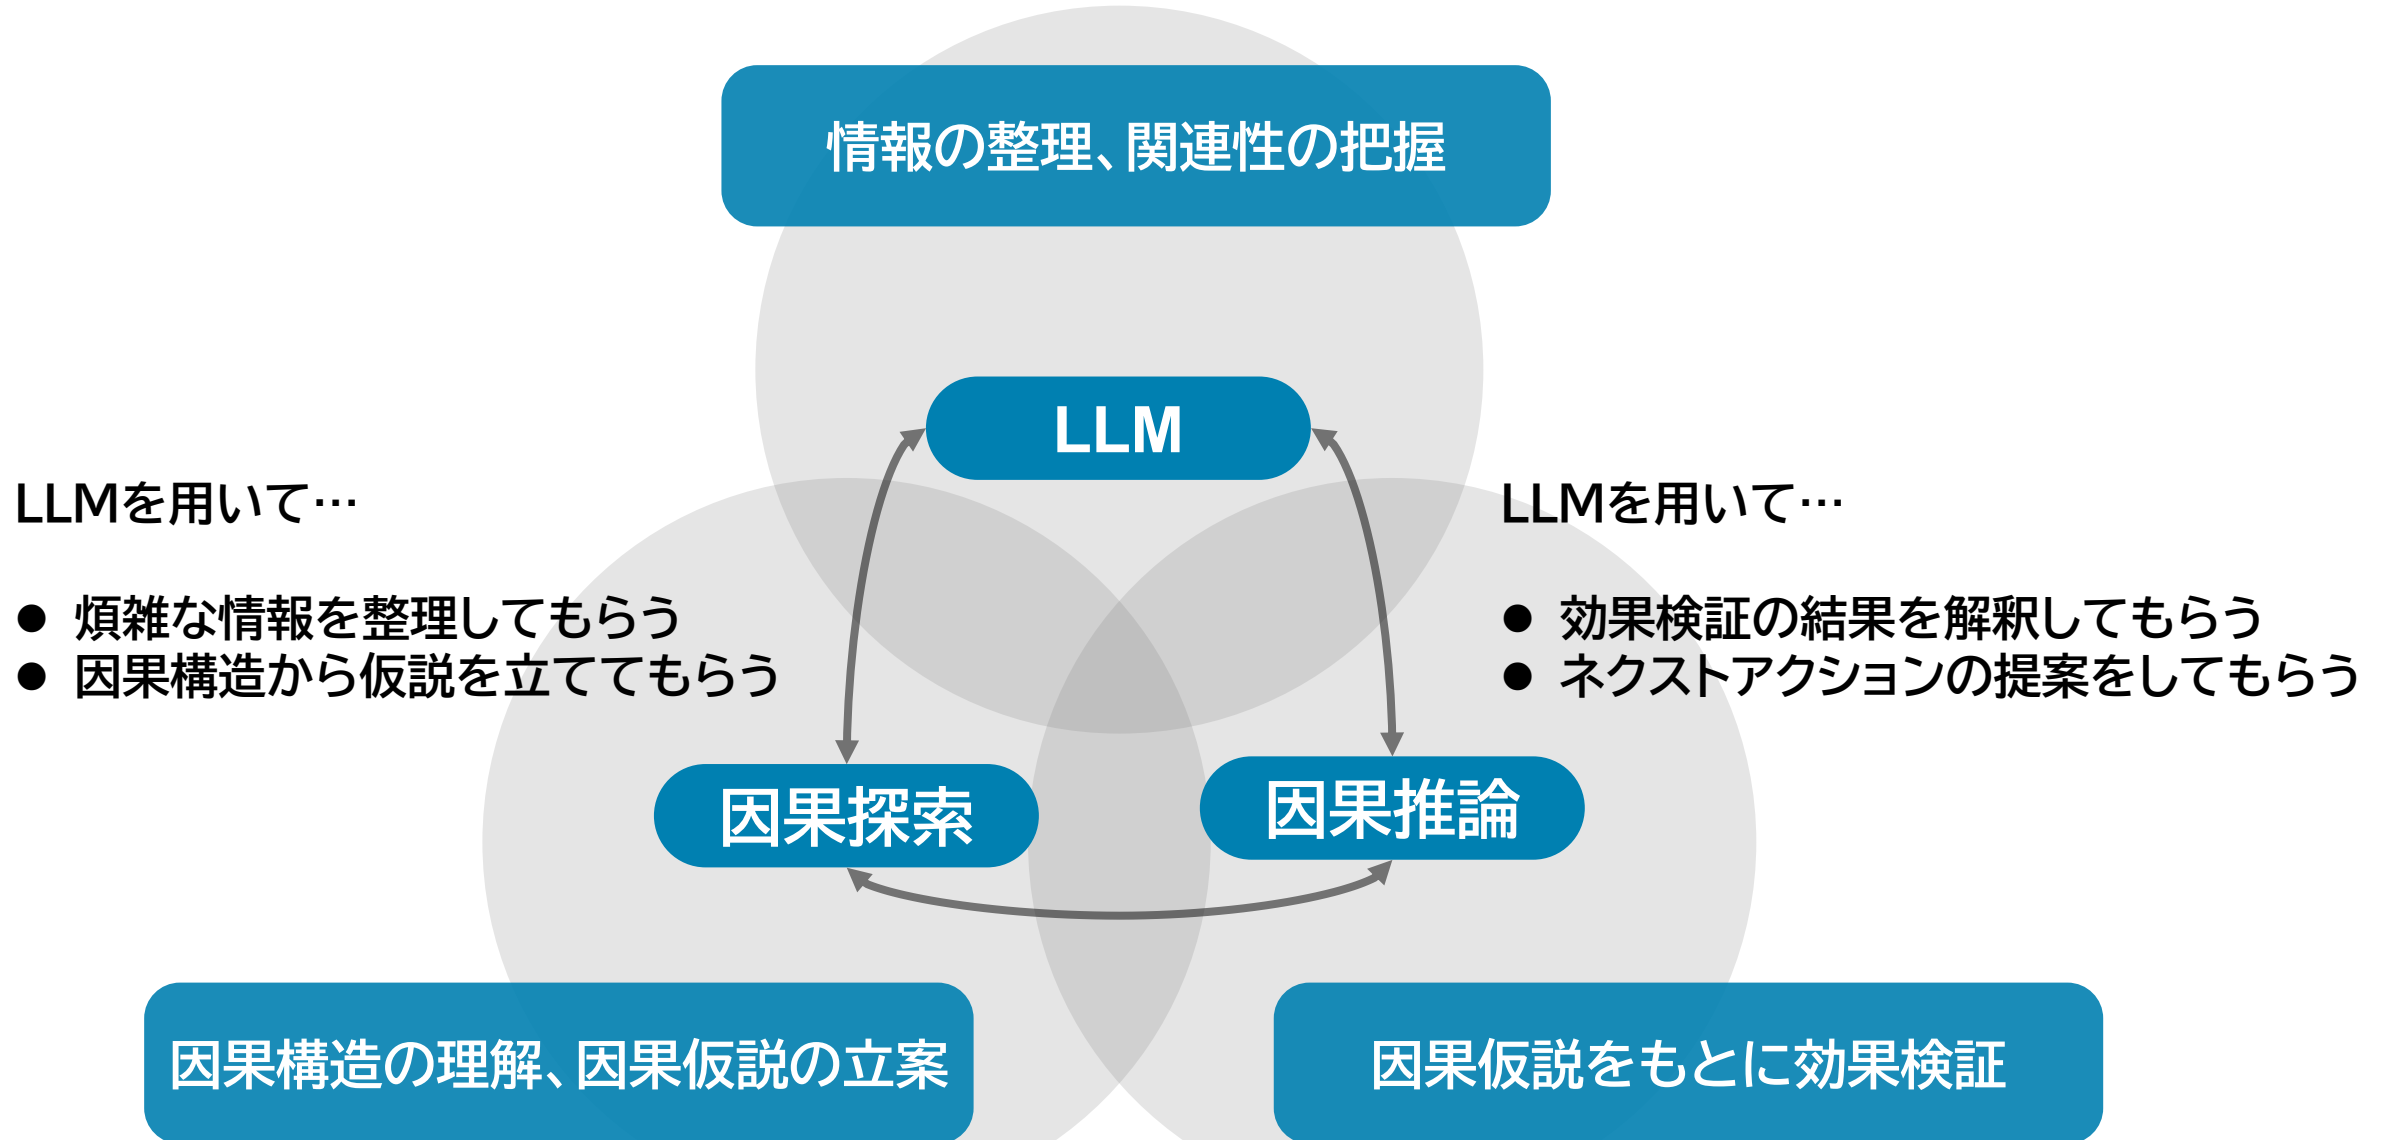 情報の整理、関連性の把握
LLM
LLMを用いて…
● 煩雑な情報を整理してもらう
● 因果構造から仮説を立ててもらう
LLMを用いて…
● 効果検証の結果を解釈してもらう
● ネクストアクションの提案をしてもらう
因果探索
因果推論
因果構造の理解、因果仮説の立案
因果仮説をもとに効果検証